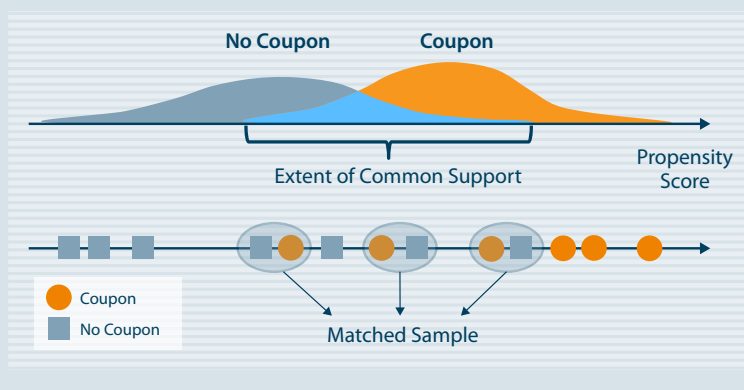 No Coupon
Coupon
Propensity
Score
Extent of Common Support
Coupon
No Coupon
Matched Sample